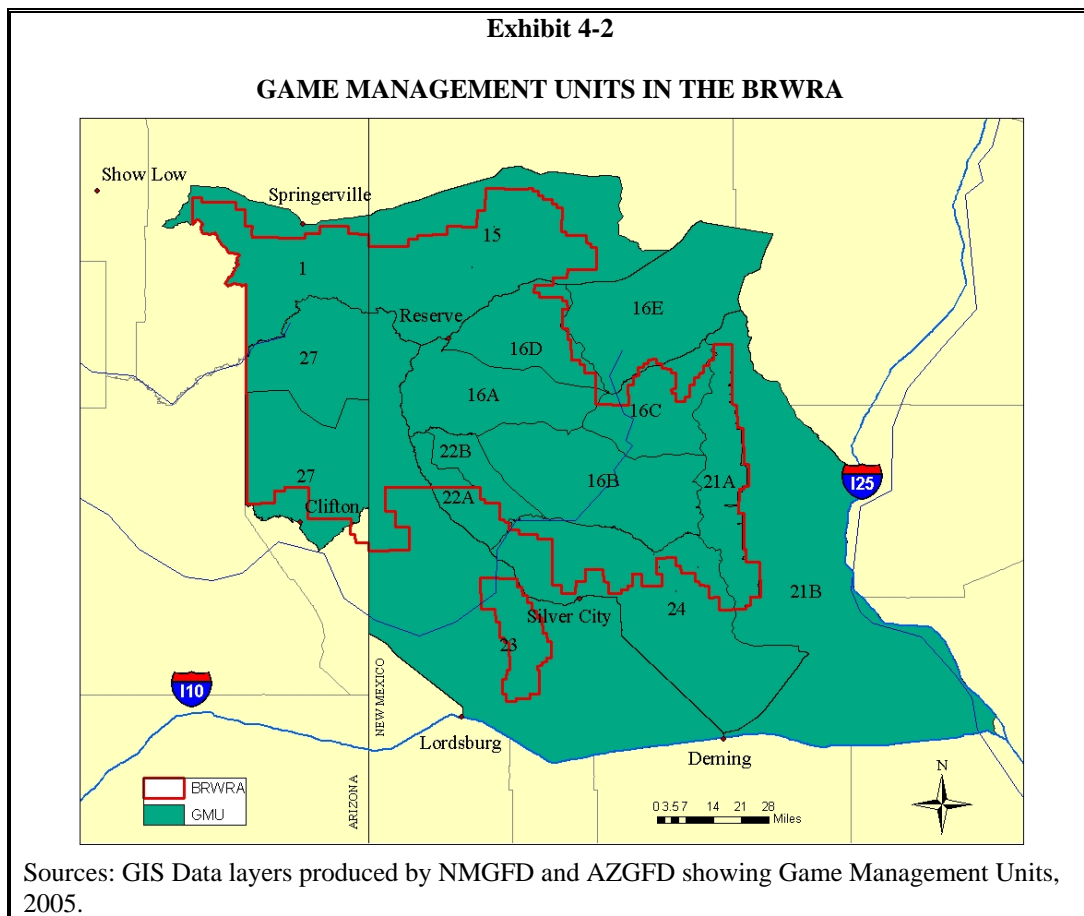 Exhibit 4-2
GAME MANAGEMENT UNITS IN THE BRWRA
Show Low
Springerville
15
1
Reserve
16E
27
16D
16A
16C
22B
27
16B
21A
I25
22A
Clifton
21B
24
Silver City
23
I10
NEW MEXICO
Lordsburg
Deming
N
BRWRA
GMU
ARIZONA
0 3.5 7 14 21 28
Miles
Sources: GIS Data layers produced by NMGFD and AZGFD showing Game Management Units,
2005.